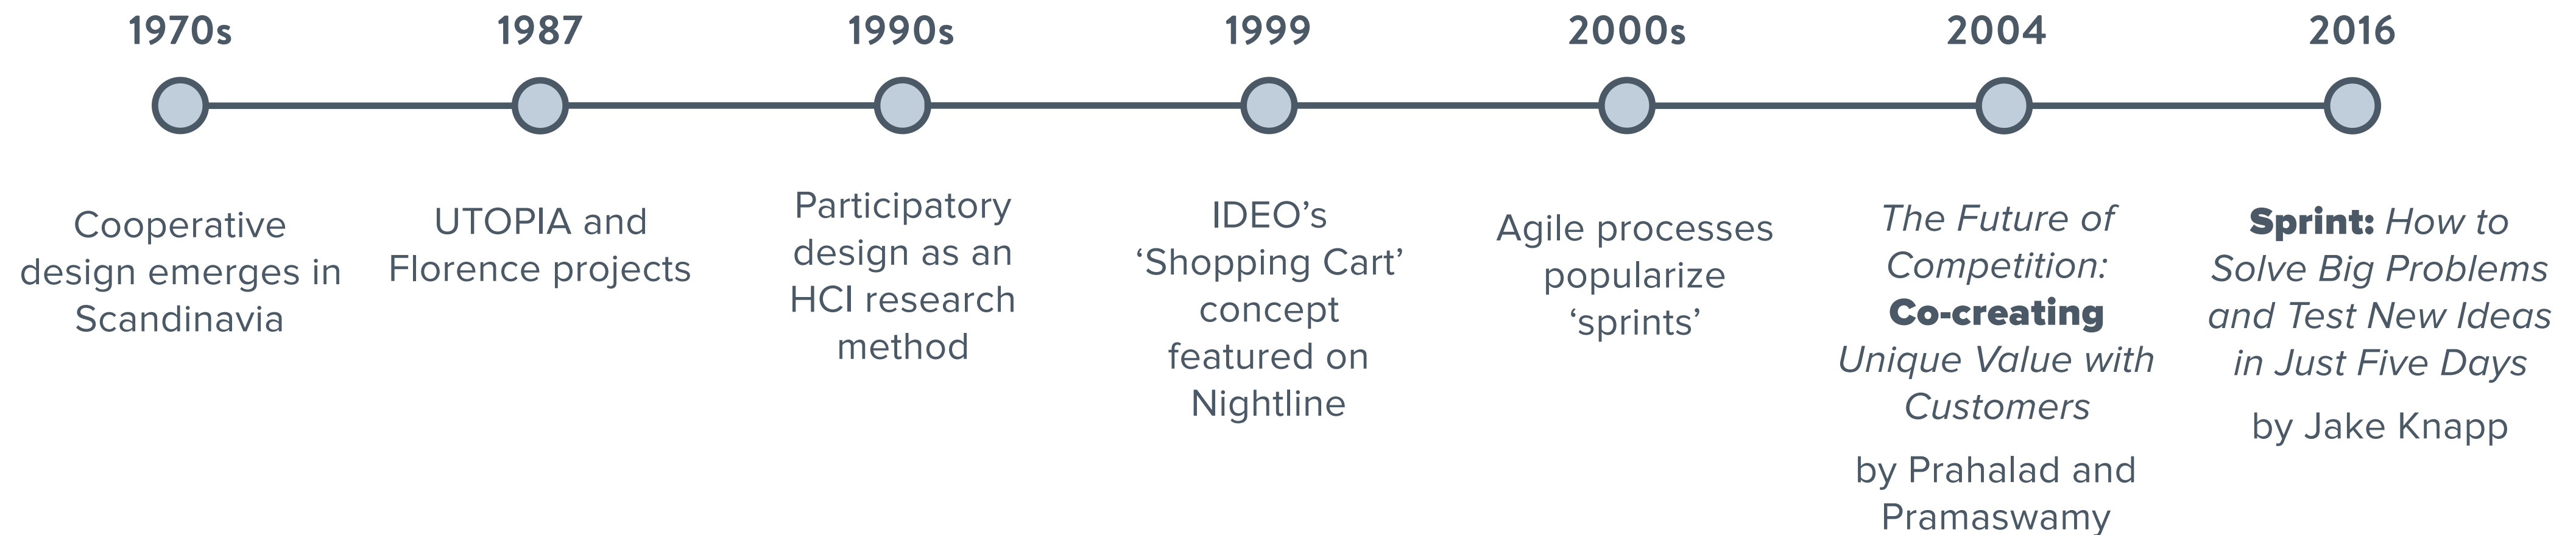 1970s
Cooperative
design emerges in
Scandinavia
1987
UTOPIA and
Florence projects
1990s
Participatory
design as an
HCI research
method
1999
IDEO’s
‘Shopping Cart’
concept
featured on
Nightline
2000s
Agile processes
popularize
‘sprints’
2004
The Future of
Competition:
Co-creating
Unique Value with
Customers
by Prahalad and
Pramaswamy
2016
Sprint: How to
Solve Big Problems
and Test New Ideas
in Just Five Days
by Jake Knapp